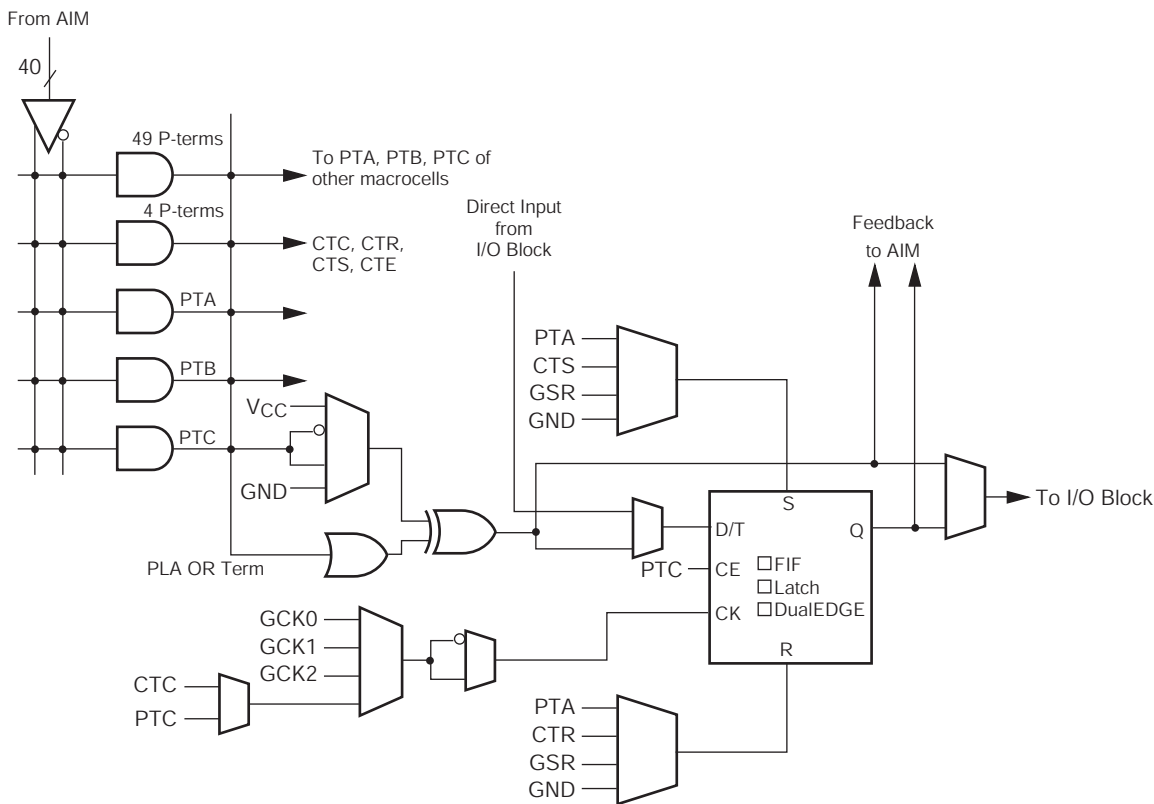 From AIM
40
49 P-terms
To PTA, PTB, PTC of
other macrocells
4 P-terms
CTC, CTR,
CTS, CTE
Direct Input
from
I/O Block
Feedback
to AIM
PTA
PTB
PTC
VCC
GND
PLA OR Term
PTA
CTS
GSR
GND
S
D/T
Q
PTC
CE
FIF
Latch
DualEDGE
CK
R
To I/O Block
GCK0
GCK1
GCK2
CTC
PTC
PTA
CTR
GSR
GND